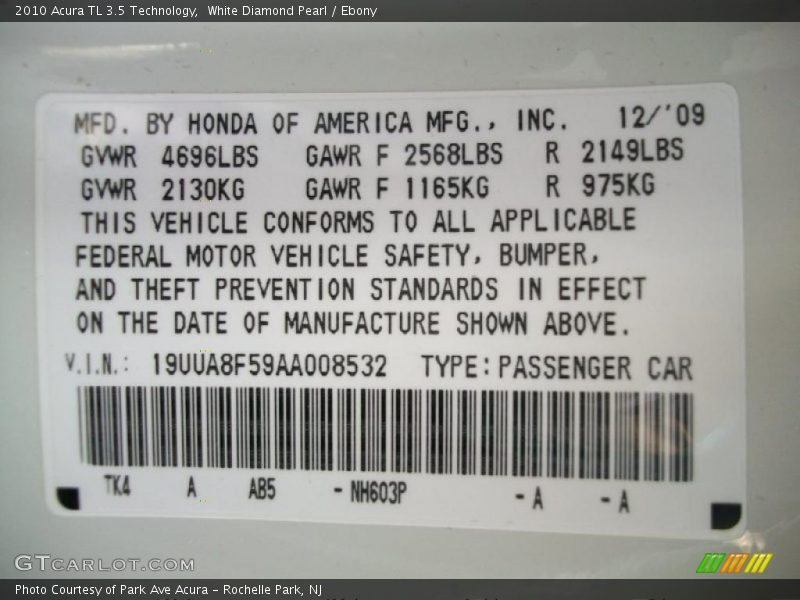 2010 Acura TL 3.5 Technology,  White Diamond Pearl / Ebony
MFD. BY HONDA OF AMERICA MFG., INC. 12/'09
GVWR 4696LBS GAWR F 2568LBS R 2149LBS
GVWR 2130KG GAWR F 1165KG R 975KG
THIS VEHICLE CONFORMS TO ALL APPLICABLE
FEDERAL MOTOR VEHICLE SAFETY, BUMPER,
AND THEFT PREVENTION STANDARDS IN EFFECT
ON THE DATE OF MANUFACTURE SHOWN ABOVE.
V.I.N.: 19UUA8F59AA008532 TYPE: PASSENGER CAR
TK4 A AB5 - NH603P - A - A
GTCARLOT.COM
Photo Courtesy of Park Ave Acura – Rochelle Park, NJ